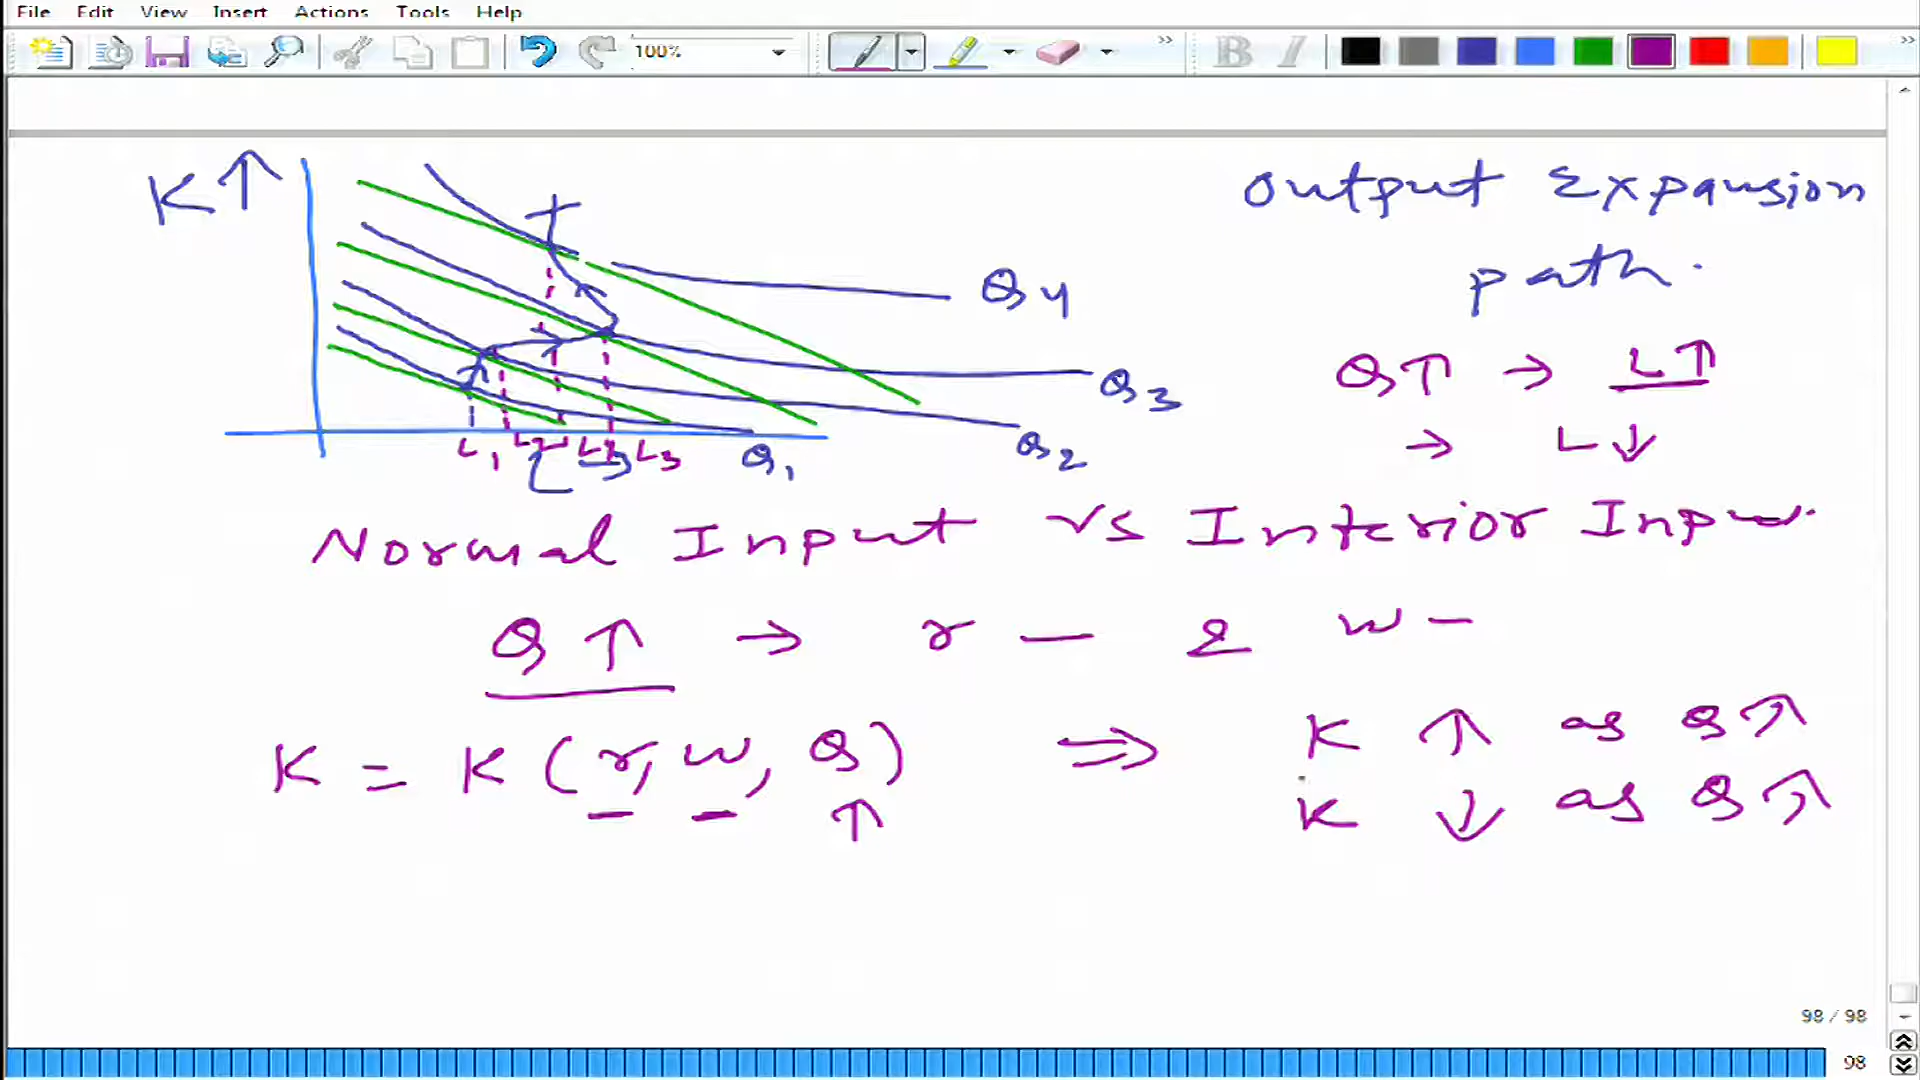 File Edit View Insert Actions Tools Help
100%
K↑
Output Expansion
path.
Q4
Q3
Q2
Q1
L1 L2 L3
Q↑ → L↑
→ L↓
Normal Input vs Interior Input
Q↑ → r — & w —
K = K (r, w, Q) ⇒ K ↑ as Q↑
↑ K ↓ as Q↑
98 / 98
98